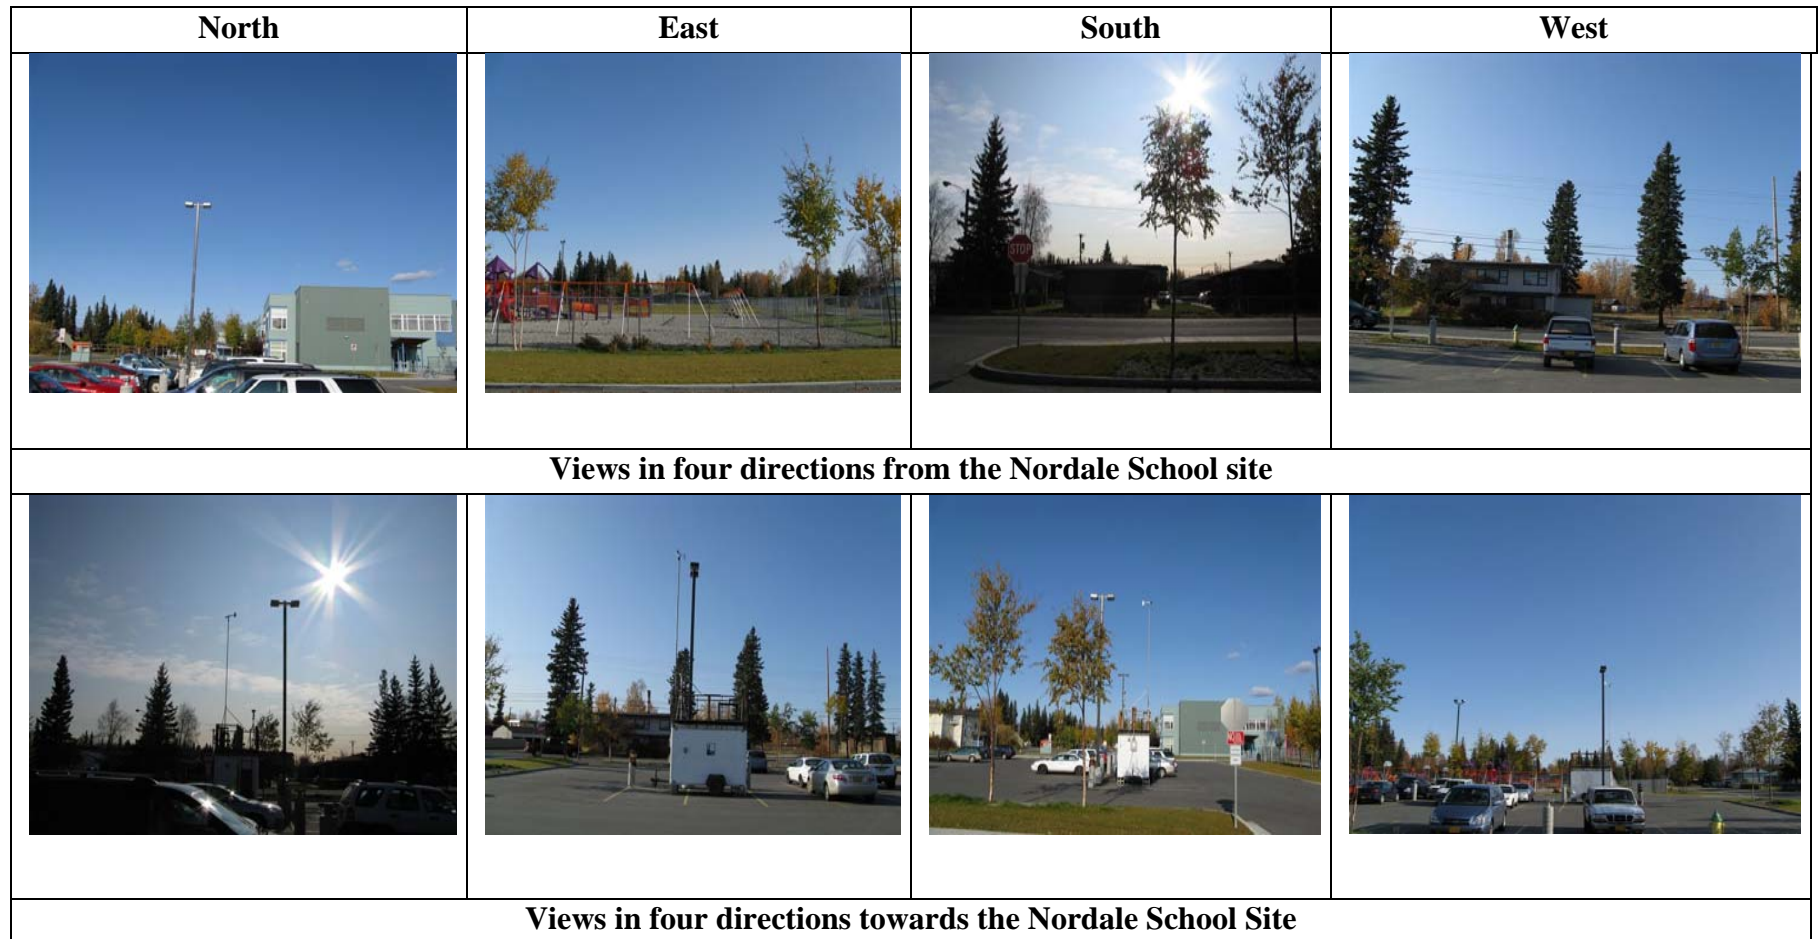 North East South West
STOP
Views in four directions from the Nordale School site
Views in four directions towards the Nordale School Site